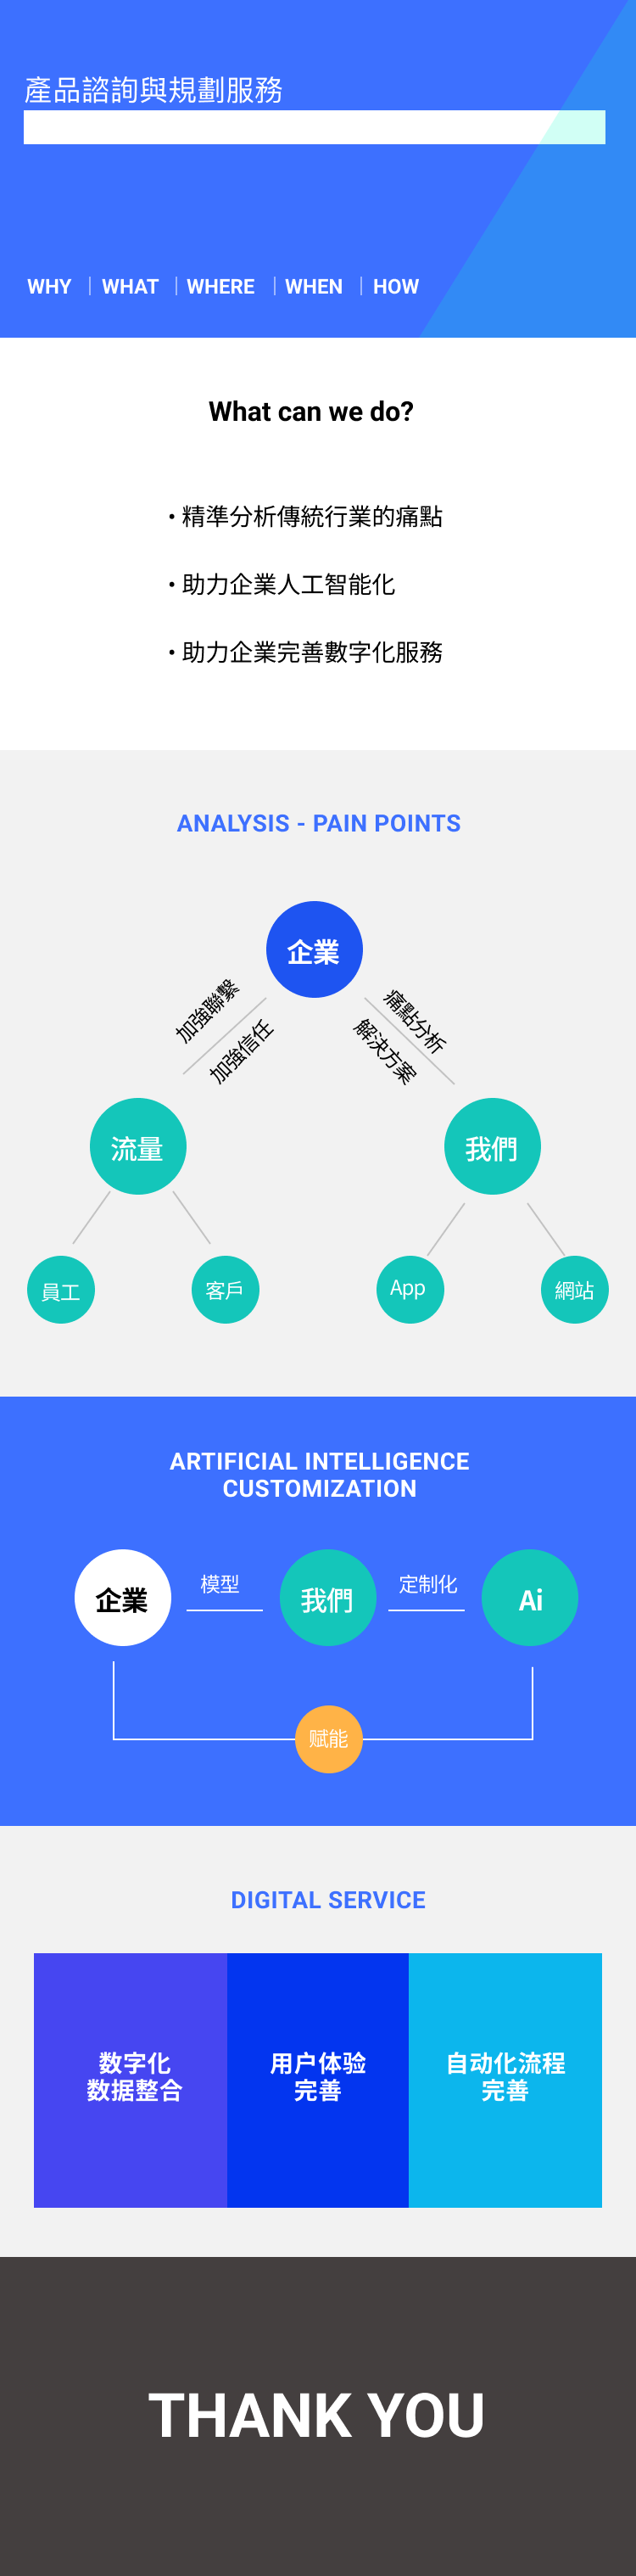 產品諮詢與規劃服務
WHY | WHAT | WHERE | WHEN | HOW
What can we do?
• 精準分析傳統行業的痛點
• 助力企業人工智能化
• 助力企業完善數字化服務
ANALYSIS - PAIN POINTS
企業
加強聯繫
加強信任
痛點分析
解決方案
流量
我們
員工
客戶
App
網站
ARTIFICIAL INTELLIGENCE
CUSTOMIZATION
企業
模型
我們
定制化
Ai
赋能
DIGITAL SERVICE
数字化
数据整合
用户体验
完善
自动化流程
完善
THANK YOU